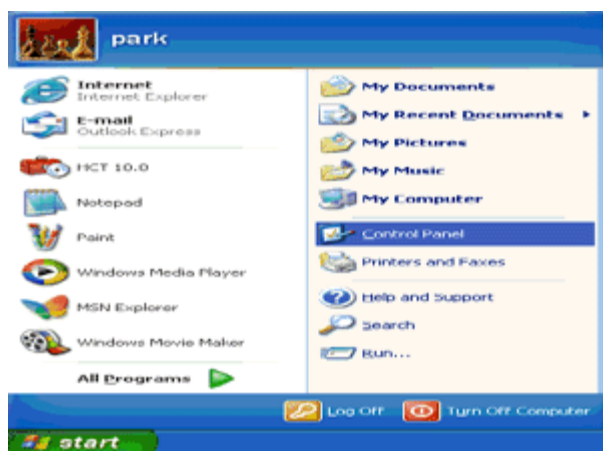 park
Internet
Internet Explorer
E-mail
Outlook Express
HCT 10.0
Notepad
Paint
Windows Media Player
MSN Explorer
Windows Movie Maker
All Programs
My Documents
My Recent Documents
My Pictures
My Music
My Computer
Control Panel
Printers and Faxes
Help and Support
Search
Run...
Log Off
Turn Off Computer
start